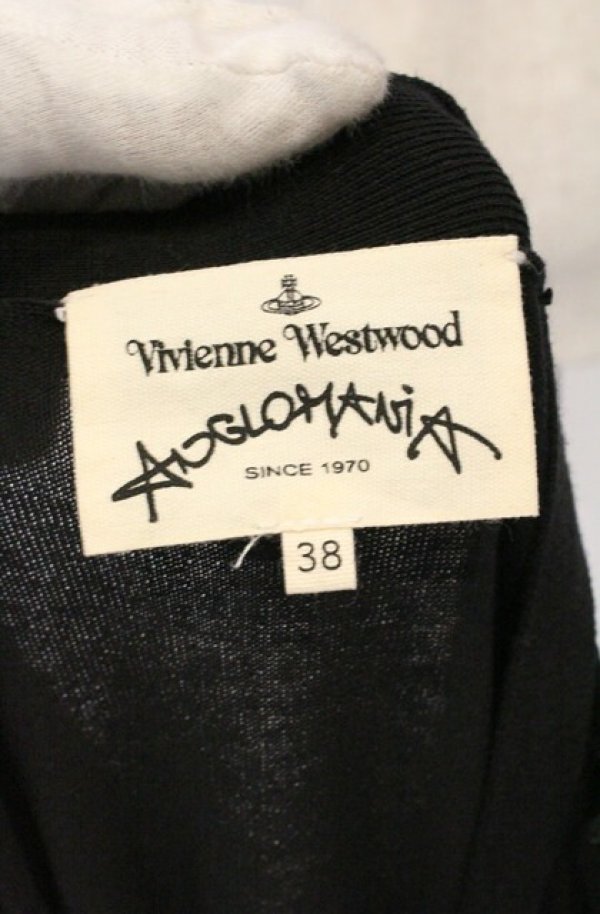 Vivienne Westwood
ANGLOMANiA
SINCE 1970
38